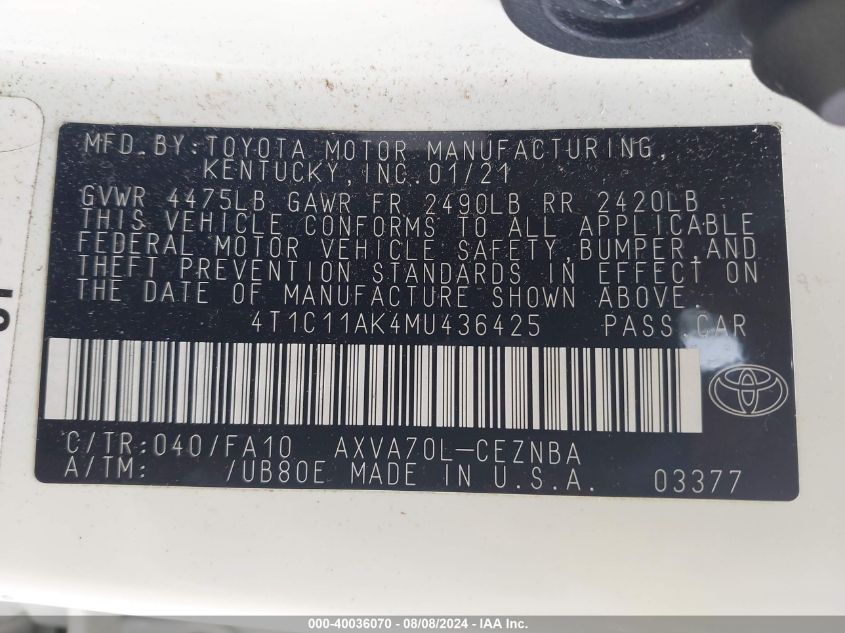 MFD.BY:TOYOTA MOTOR MANUFACTURING,
KENTUCKY,INC.01/21
GVWR 4475LB GAWR FR 2490LB RR 2420LB
THIS VEHICLE CONFORMS TO ALL APPLICABLE
FEDERAL MOTOR VEHICLE SAFETY,BUMPER,AND
THEFT PREVENTION STANDARDS IN EFFECT ON
THE DATE OF MANUFACTURE SHOWN ABOVE.
4T1C11AK4MU436425 PASS.CAR
C/TR:040/FA10 AXVA70L-CEZNBA
A/TM: /UB80E MADE IN U.S.A. 03377
000-40036070 - 08/08/2024 - IAA Inc.